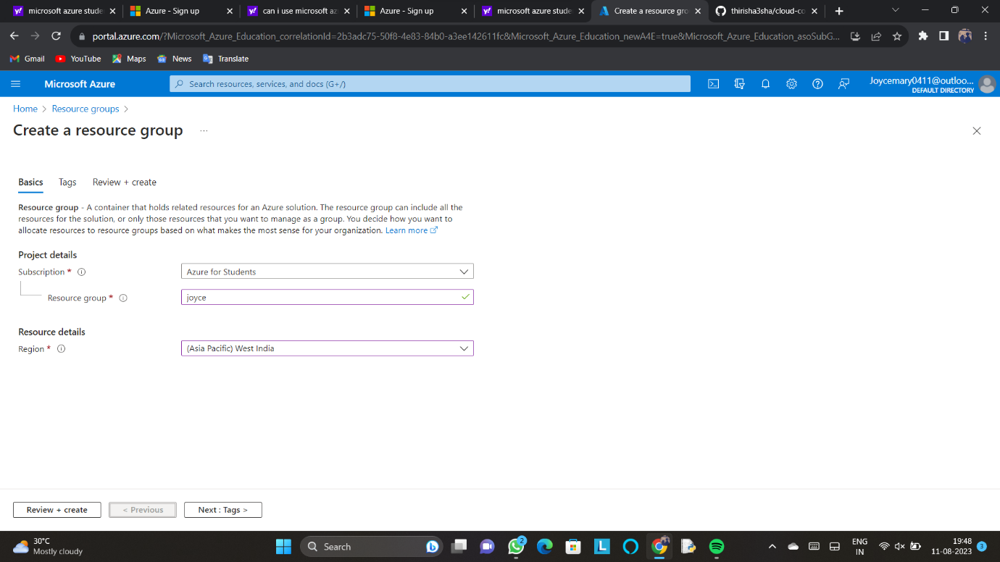 microsoft azure stude
Azure - Sign up
can i use microsoft az
Azure - Sign up
microsoft azure stude
Create a resource gro
thirisha3sha/cloud-co
portal.azure.com/?Microsoft_Azure_Education_correlationId=2b3adc75-50f8-4e83-84b0-a3ee142611fc&Microsoft_Azure_Education_newA4E=true&Microsoft_Azure_Education_asoSubG...
Gmail
YouTube
Maps
News
Translate
Microsoft Azure
Search resources, services, and docs (G+/)
Joycemary0411@outloo...
DEFAULT DIRECTORY
Home > Resource groups >
Create a resource group ...
Basics
Tags
Review + create
Resource group - A container that holds related resources for an Azure solution. The resource group can include all the
resources for the solution, or only those resources that you want to manage as a group. You decide how you want to
allocate resources to resource groups based on what makes the most sense for your organization. Learn more
Project details
Subscription *
Azure for Students
Resource group *
joyce
Resource details
Region *
(Asia Pacific) West India
Review + create
< Previous
Next : Tags >
30°C
Mostly cloudy
Search
2
L
ENG
IN
19:48
11-08-2023
3